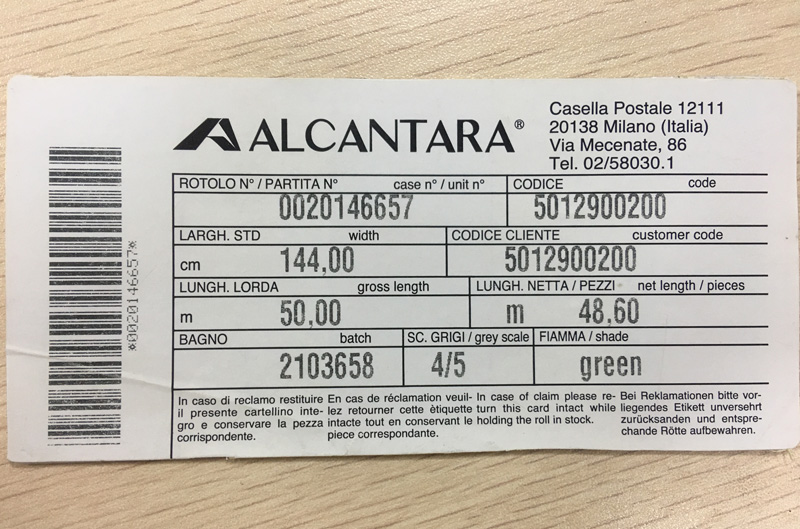 ALCANTARA®
Casella Postale 12111
20138 Milano (Italia)
Via Mecenate, 86
Tel. 02/58030.1
*0020146657*
ROTOLO N° / PARTITA N° case n° / unit n°
0020146657
CODICE code
5012900200
LARGH. STD width
cm 144,00
CODICE CLIENTE customer code
5012900200
LUNGH. LORDA gross length
m 50,00
LUNGH. NETTA / PEZZI net length / pieces
m 48,60
BAGNO batch
2103658
SC. GRIGI / grey scale
4/5
FIAMMA / shade
green
In caso di reclamo restituire
il presente cartellino inte-
gro e conservare la pezza
corrispondente.
En cas de réclamation veuil-
lez retourner cette ètiquette
intacte tout en conservant le
piece correspondante.
In case of claim please re-
turn this card intact while
holding the roll in stock.
Bei Reklamationen bitte vor-
liegendes Etikett unversehrt
zurücksanden und entspre-
chande Rötte aufbewahren.